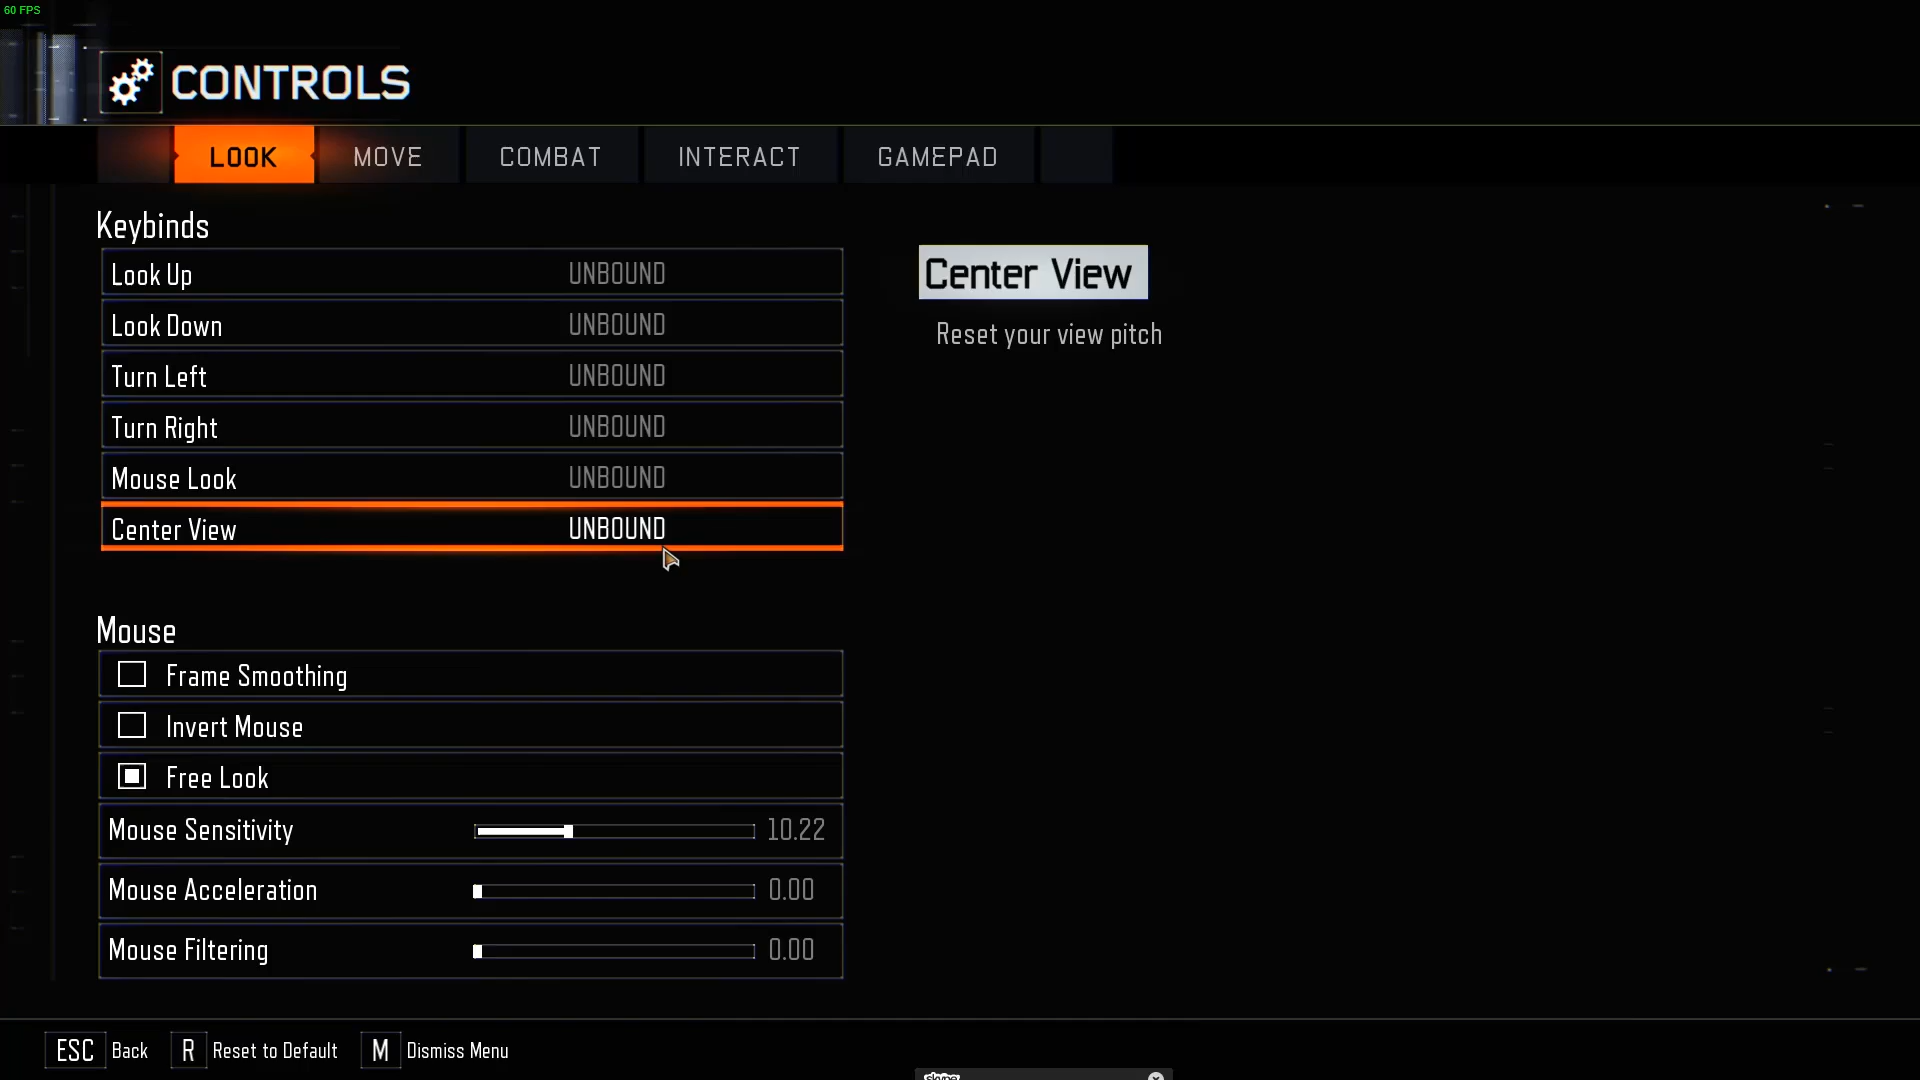 60 FPS
CONTROLS
LOOK MOVE COMBAT INTERACT GAMEPAD
Keybinds
Look Up UNBOUND
Look Down UNBOUND
Turn Left UNBOUND
Turn Right UNBOUND
Mouse Look UNBOUND
Center View UNBOUND
Center View
Reset your view pitch
Mouse
Frame Smoothing
Invert Mouse
Free Look
Mouse Sensitivity 10.22
Mouse Acceleration 0.00
Mouse Filtering 0.00
ESC Back R Reset to Default M Dismiss Menu
skype